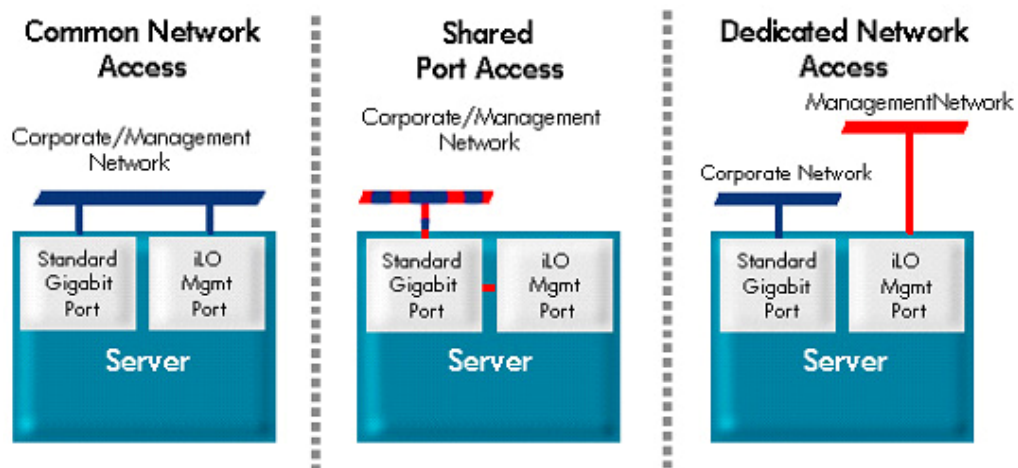 Common Network
Access
Corporate/Management
Network
Standard
Gigabit
Port
iLO
Mgmt
Port
Server
Shared
Port Access
Corporate/Management
Network
Standard
Gigabit
Port
iLO
Mgmt
Port
Server
Dedicated Network
Access
ManagementNetwork
Corporate Network
Standard
Gigabit
Port
iLO
Mgmt
Port
Server